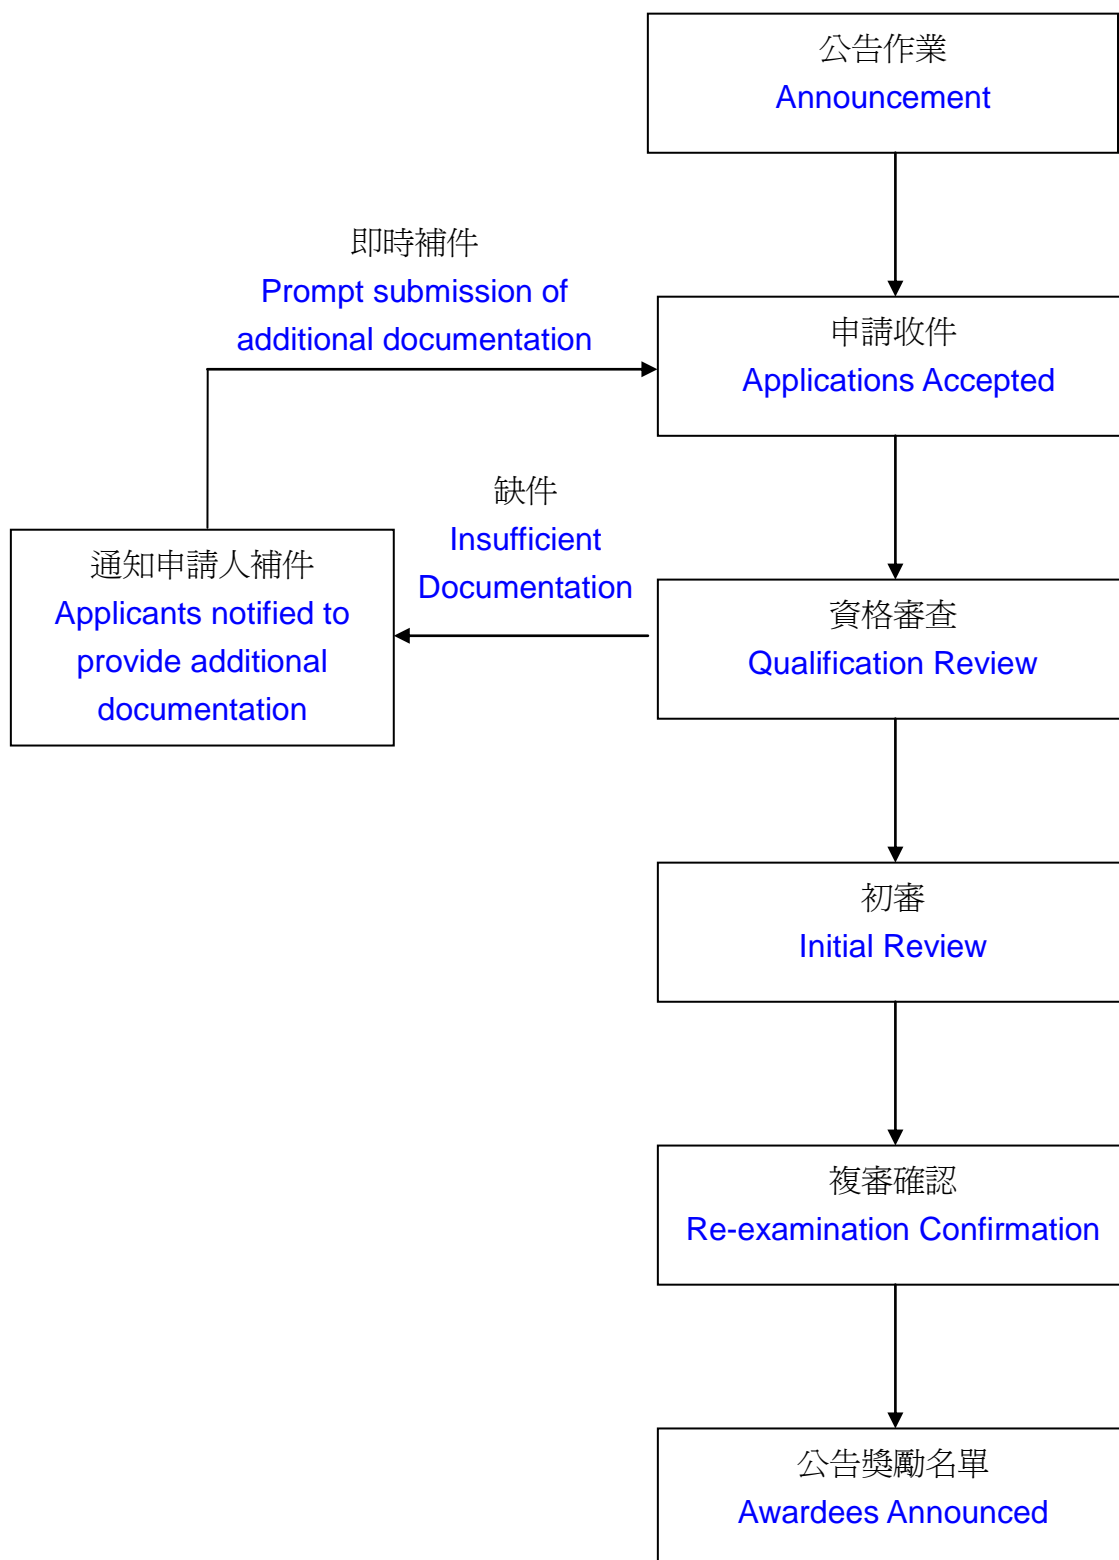 公告作業
Announcement
即時補件
Prompt submission of
additional documentation
申請收件
Applications Accepted
缺件
Insufficient
Documentation
通知申請人補件
Applicants notified to
provide additional
documentation
資格審查
Qualification Review
初審
Initial Review
複審確認
Re-examination Confirmation
公告獎勵名單
Awardees Announced